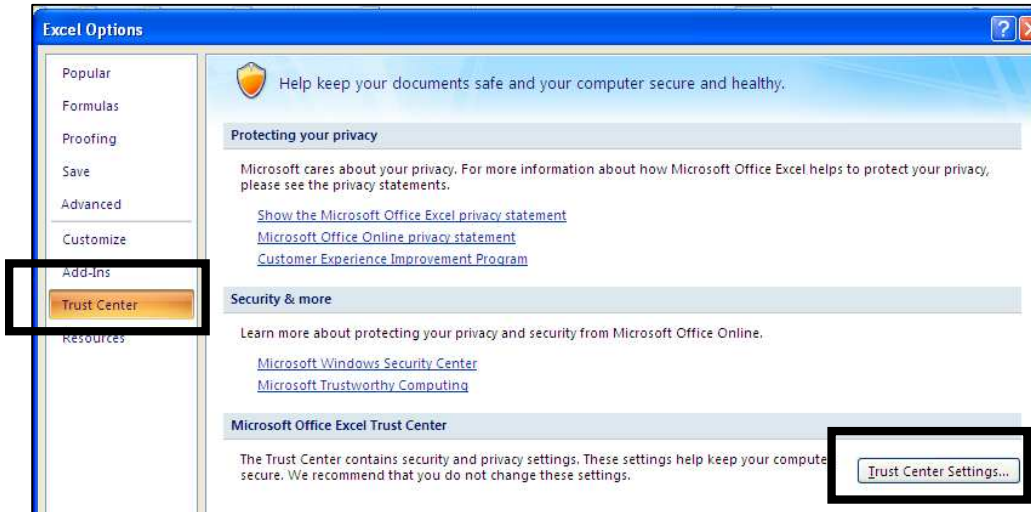 Excel Options
Popular
Formulas
Proofing
Save
Advanced
Customize
Add-Ins
Trust Center
Resources
Help keep your documents safe and your computer secure and healthy.
Protecting your privacy
Microsoft cares about your privacy. For more information about how Microsoft Office Excel helps to protect your privacy,
please see the privacy statements.
Show the Microsoft Office Excel privacy statement
Microsoft Office Online privacy statement
Customer Experience Improvement Program
Security & more
Learn more about protecting your privacy and security from Microsoft Office Online.
Microsoft Windows Security Center
Microsoft Trustworthy Computing
Microsoft Office Excel Trust Center
The Trust Center contains security and privacy settings. These settings help keep your compute
secure. We recommend that you do not change these settings.
Trust Center Settings...